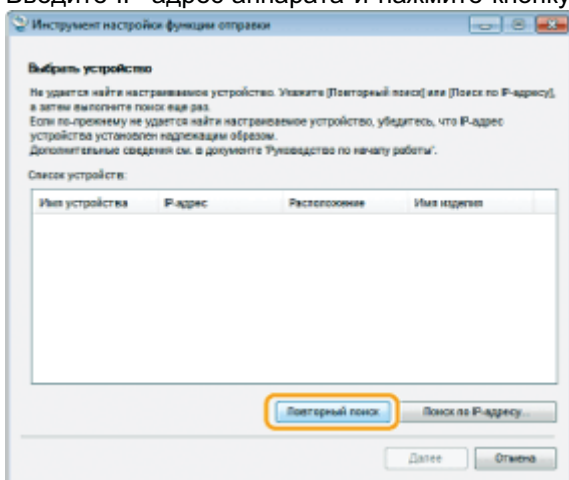 Введите IP-адрес аппарата и нажмите кнопку
Инструмент настройки функции отправки
Выбрать устройство
Не удается найти настраиваемое устройство. Укажите [Повторный поиск] или [Поиск по IP-адресу],
а затем выполните поиск еще раз.
Если по-прежнему не удается найти настраиваемое устройство, убедитесь, что IP-адрес
устройства установлен надлежащим образом.
Дополнительные сведения см. в документе "Руководство по началу работы".
Список устройств:
Имя устройства IP-адрес Расположение Имя изделия
Повторный поиск Поиск по IP-адресу...
Далее Отмена